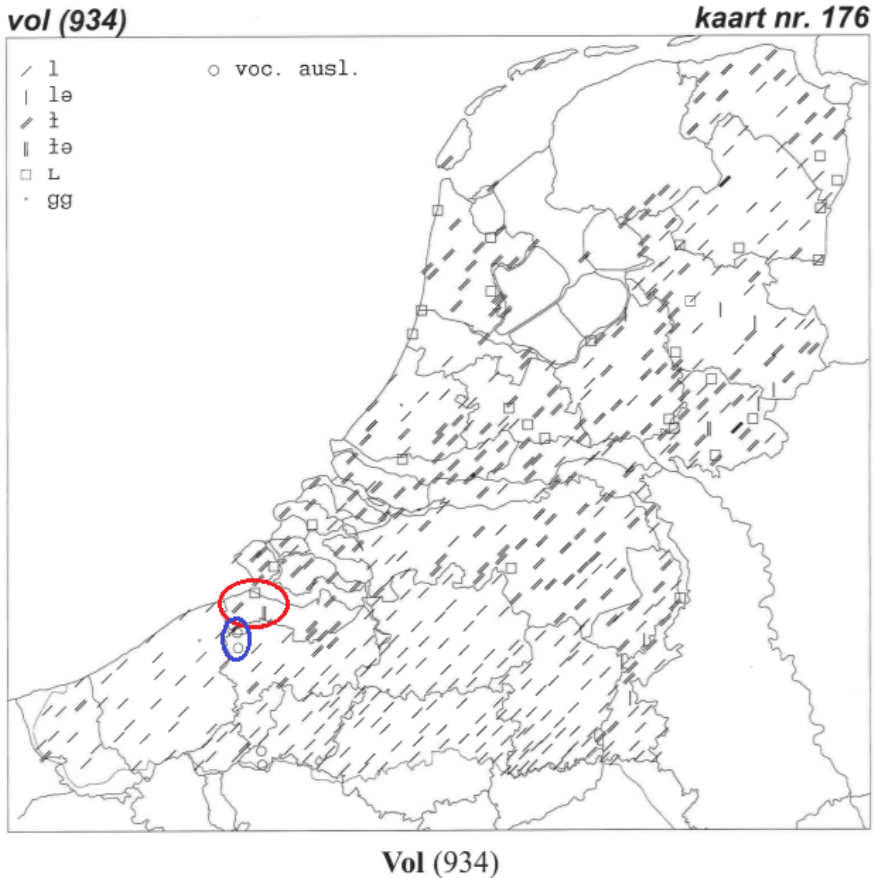 vol (934) kaart nr. 176
l voc. ausl.
lə
ɫ
ɫə
ʟ
gg
Vol (934)